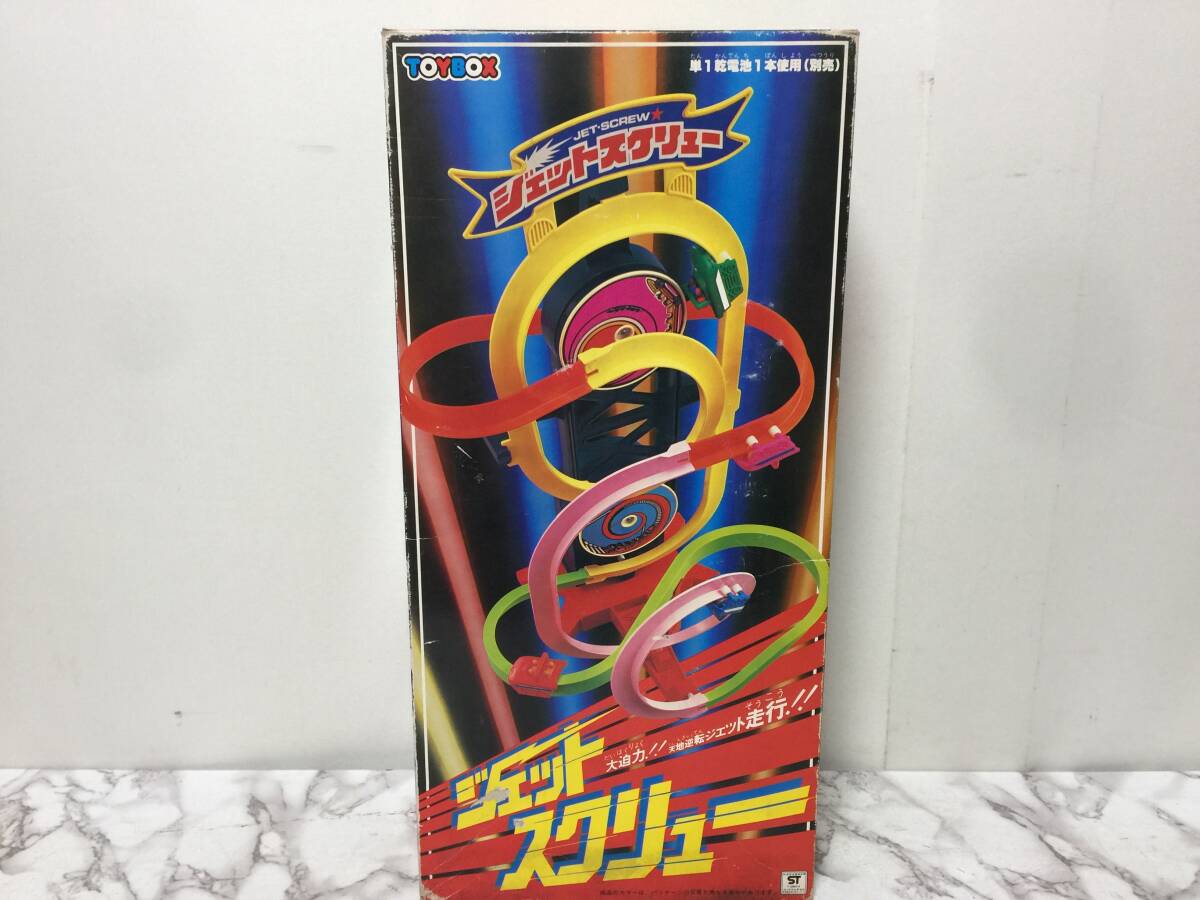 TOYBOX
単1乾電池1本使用(別売)
JET・SCREW★
ジェットスクリュー
大迫力!! 天地逆転ジェット走行!!
ジェット
スクリュー
ST